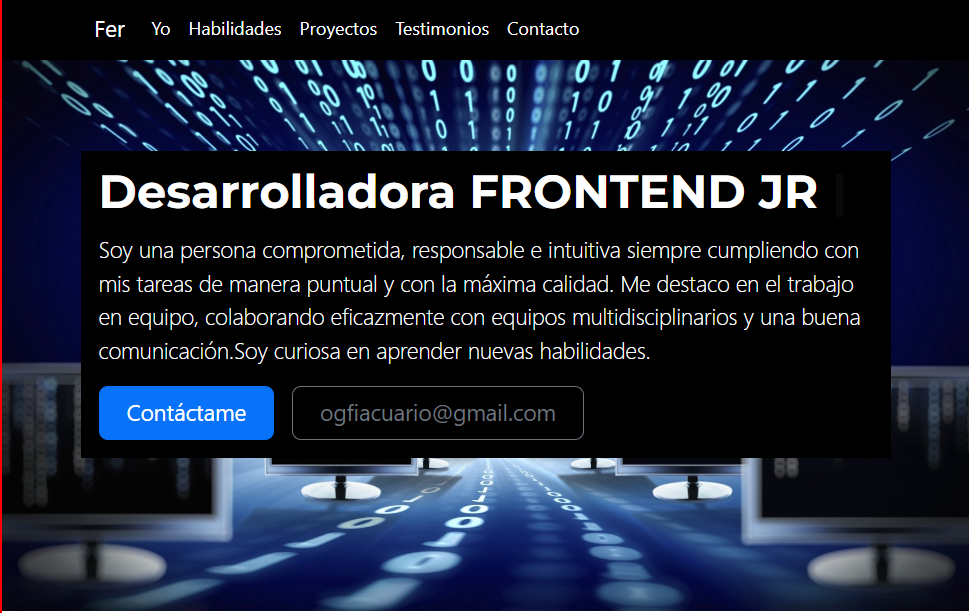 Fer Yo Habilidades Proyectos Testimonios Contacto
Desarrolladora FRONTEND JR
Soy una persona comprometida, responsable e intuitiva siempre cumpliendo con
mis tareas de manera puntual y con la máxima calidad. Me destaco en el trabajo
en equipo, colaborando eficazmente con equipos multidisciplinarios y una buena
comunicación.Soy curiosa en aprender nuevas habilidades.
Contáctame ogfiacuario@gmail.com